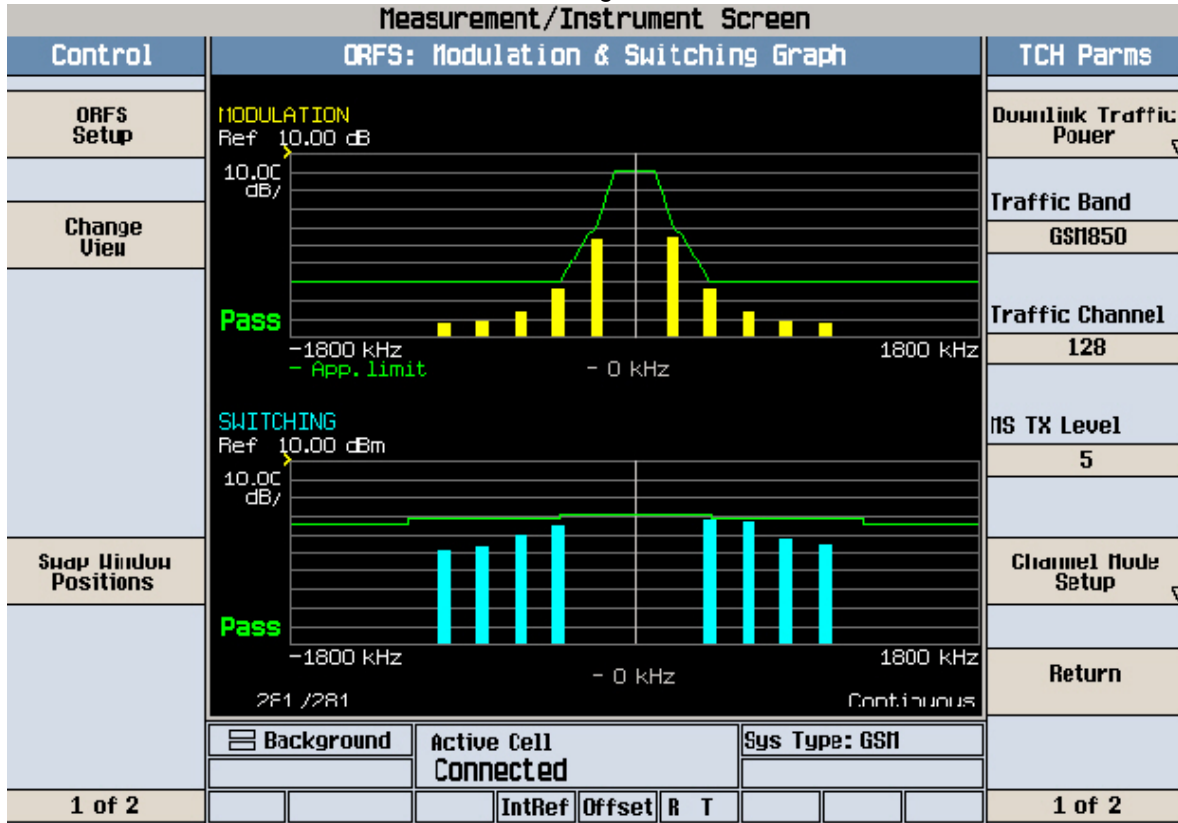 Measurement/Instrument Screen
Control
ORFS: Modulation & Switching Graph
TCH Parms
ORFS
Setup
Change
View
Swap Window
Positions
1 of 2
MODULATION
Ref 10.00 dB
10.00
dB/
Pass
-1800 kHz
1800 kHz
- App.limit
- 0 kHz
SWITCHING
Ref 10.00 dBm
10.00
dB/
Pass
-1800 kHz
1800 kHz
- 0 kHz
281 /281
Continuous
Background
Active Cell
Connected
Sys Type: GSM
IntRef
Offset
R T
Downlink Traffic
Power
Traffic Band
GSM850
Traffic Channel
128
MS TX Level
5
Channel Mode
Setup
Return
1 of 2